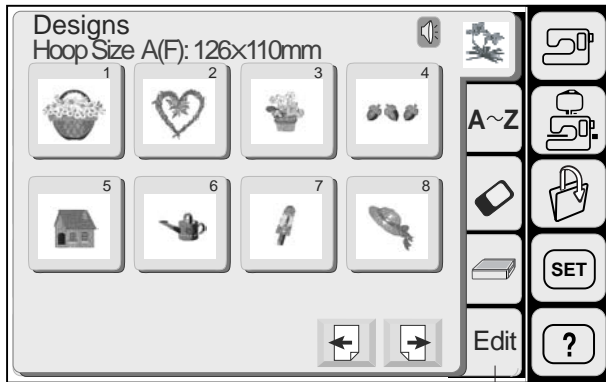 Designs
Hoop Size A(F): 126×110mm
1 2 3 4
5 6 7 8
A~Z
Edit
SET
?